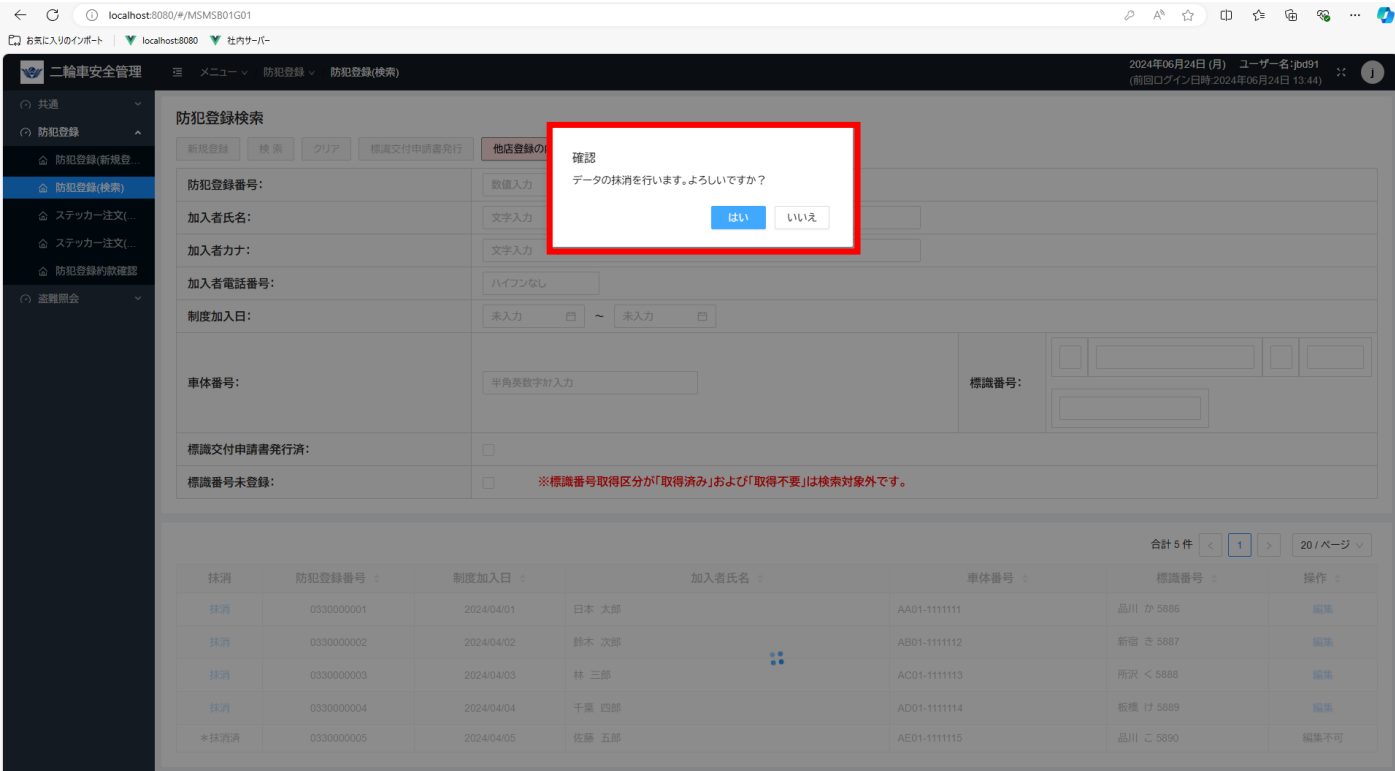 localhost:8080/#/MSMSB01G01
お気に入りのインポート localhost:8080 社内サーバー
二輪車安全管理 メニュー 防犯登録 防犯登録(検索) 2024年06月24日 (月) ユーザー名:jbd91
(前回ログイン日時:2024年06月24日 13:44) j
共通
防犯登録
防犯登録(新規登...
防犯登録(検索)
ステッカー注文(...
ステッカー注文(...
防犯登録約款確認
盗難照会
防犯登録検索
新規登録 検 索 クリア 標識交付申請書発行 他店登録の
確認
データの抹消を行います。よろしいですか？
はい いいえ
防犯登録番号： 数値入力
加入者氏名： 文字入力
加入者カナ： 文字入力
加入者電話番号： ハイフンなし
制度加入日： 未入力 ～ 未入力
車体番号： 半角英数字のみ入力 標識番号：
標識交付申請書発行済：
標識番号未登録： ※標識番号取得区分が「取得済み」および「取得不要」は検索対象外です。
合計 5 件 < 1 > 20 / ページ
抹消 防犯登録番号 制度加入日 加入者氏名 車体番号 標識番号 操作
抹消 0330000001 2024/04/01 日本 太郎 AA01-1111111 品川 か 5886 編集
抹消 0330000002 2024/04/02 鈴木 次郎 AB01-1111112 新宿 き 5887 編集
抹消 0330000003 2024/04/03 林 三郎 AC01-1111113 所沢 く 5888 編集
抹消 0330000004 2024/04/04 千葉 四郎 AD01-1111114 板橋 け 5889 編集
＊抹消済 0330000005 2024/04/05 佐藤 五郎 AE01-1111115 品川 こ 5890 編集不可